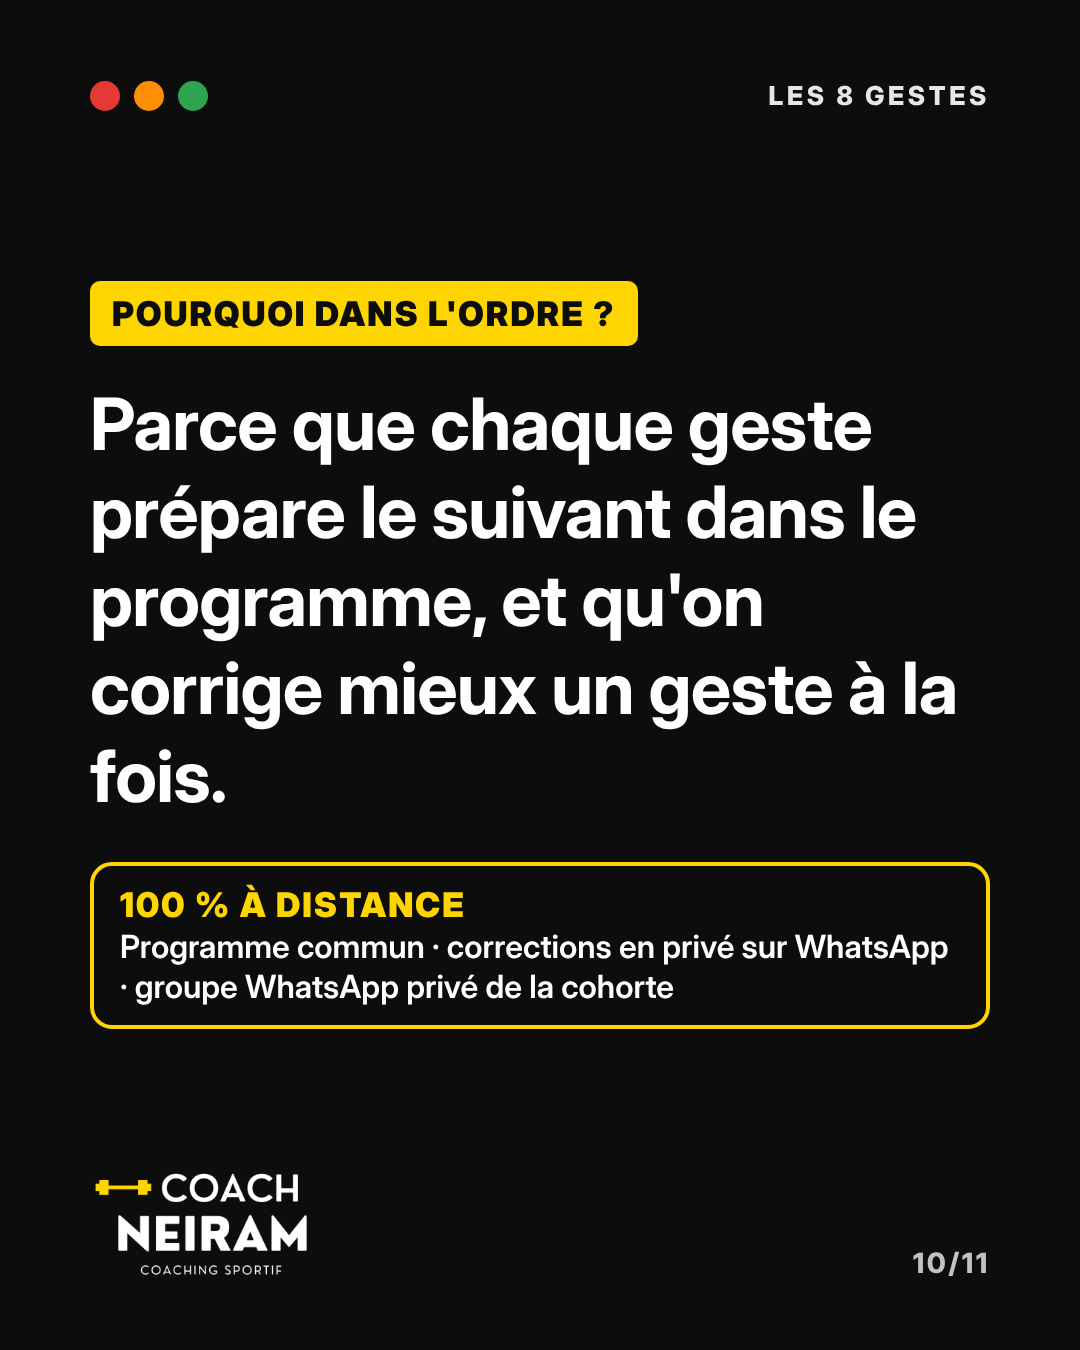 LES 8 GESTES
POURQUOI DANS L'ORDRE ?
Parce que chaque geste
prépare le suivant dans le
programme, et qu'on
corrige mieux un geste à la
fois.
100 % À DISTANCE
Programme commun · corrections en privé sur WhatsApp
· groupe WhatsApp privé de la cohorte
COACH
NEIRAM
COACHING SPORTIF
10/11